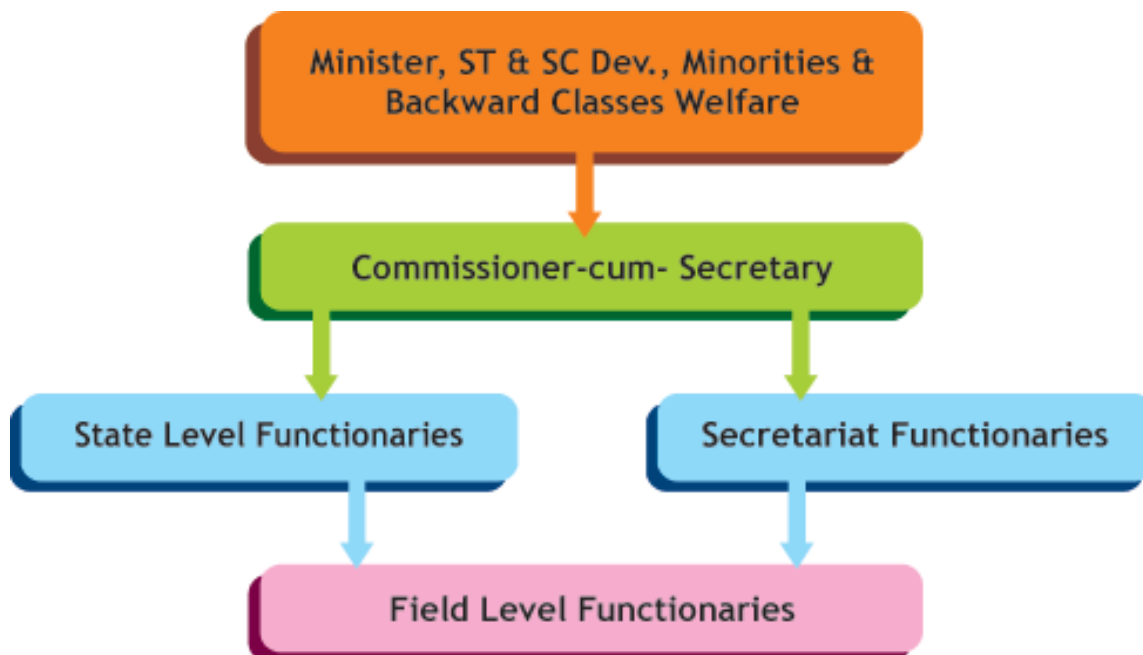 Minister, ST & SC Dev., Minorities &
Backward Classes Welfare
Commissioner-cum- Secretary
State Level Functionaries
Secretariat Functionaries
Field Level Functionaries